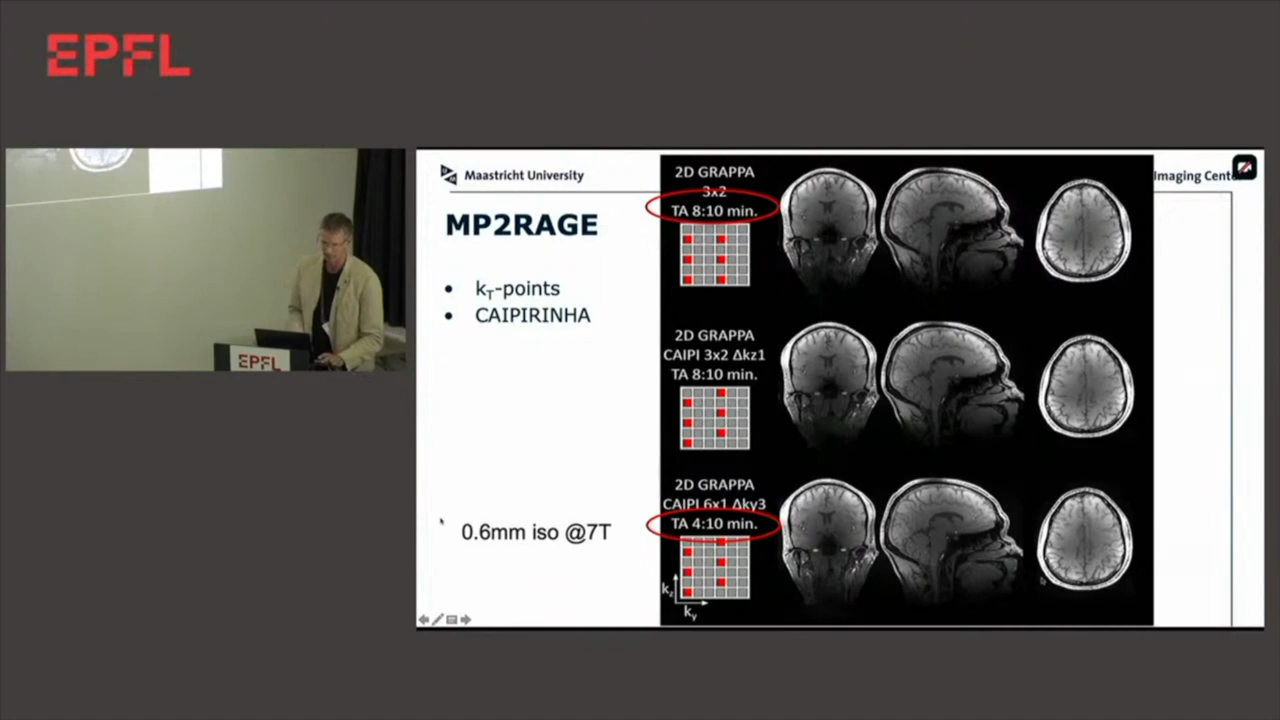 EPFL
EPFL
Maastricht University
Imaging Cent
MP2RAGE
• kT-points
• CAIPIRINHA
0.6mm iso @7T
2D GRAPPA
3x2
TA 8:10 min.
2D GRAPPA
CAIPI 3x2 Δkz1
TA 8:10 min.
2D GRAPPA
CAIPI 6x1 Δky3
TA 4:10 min.
kz
ky